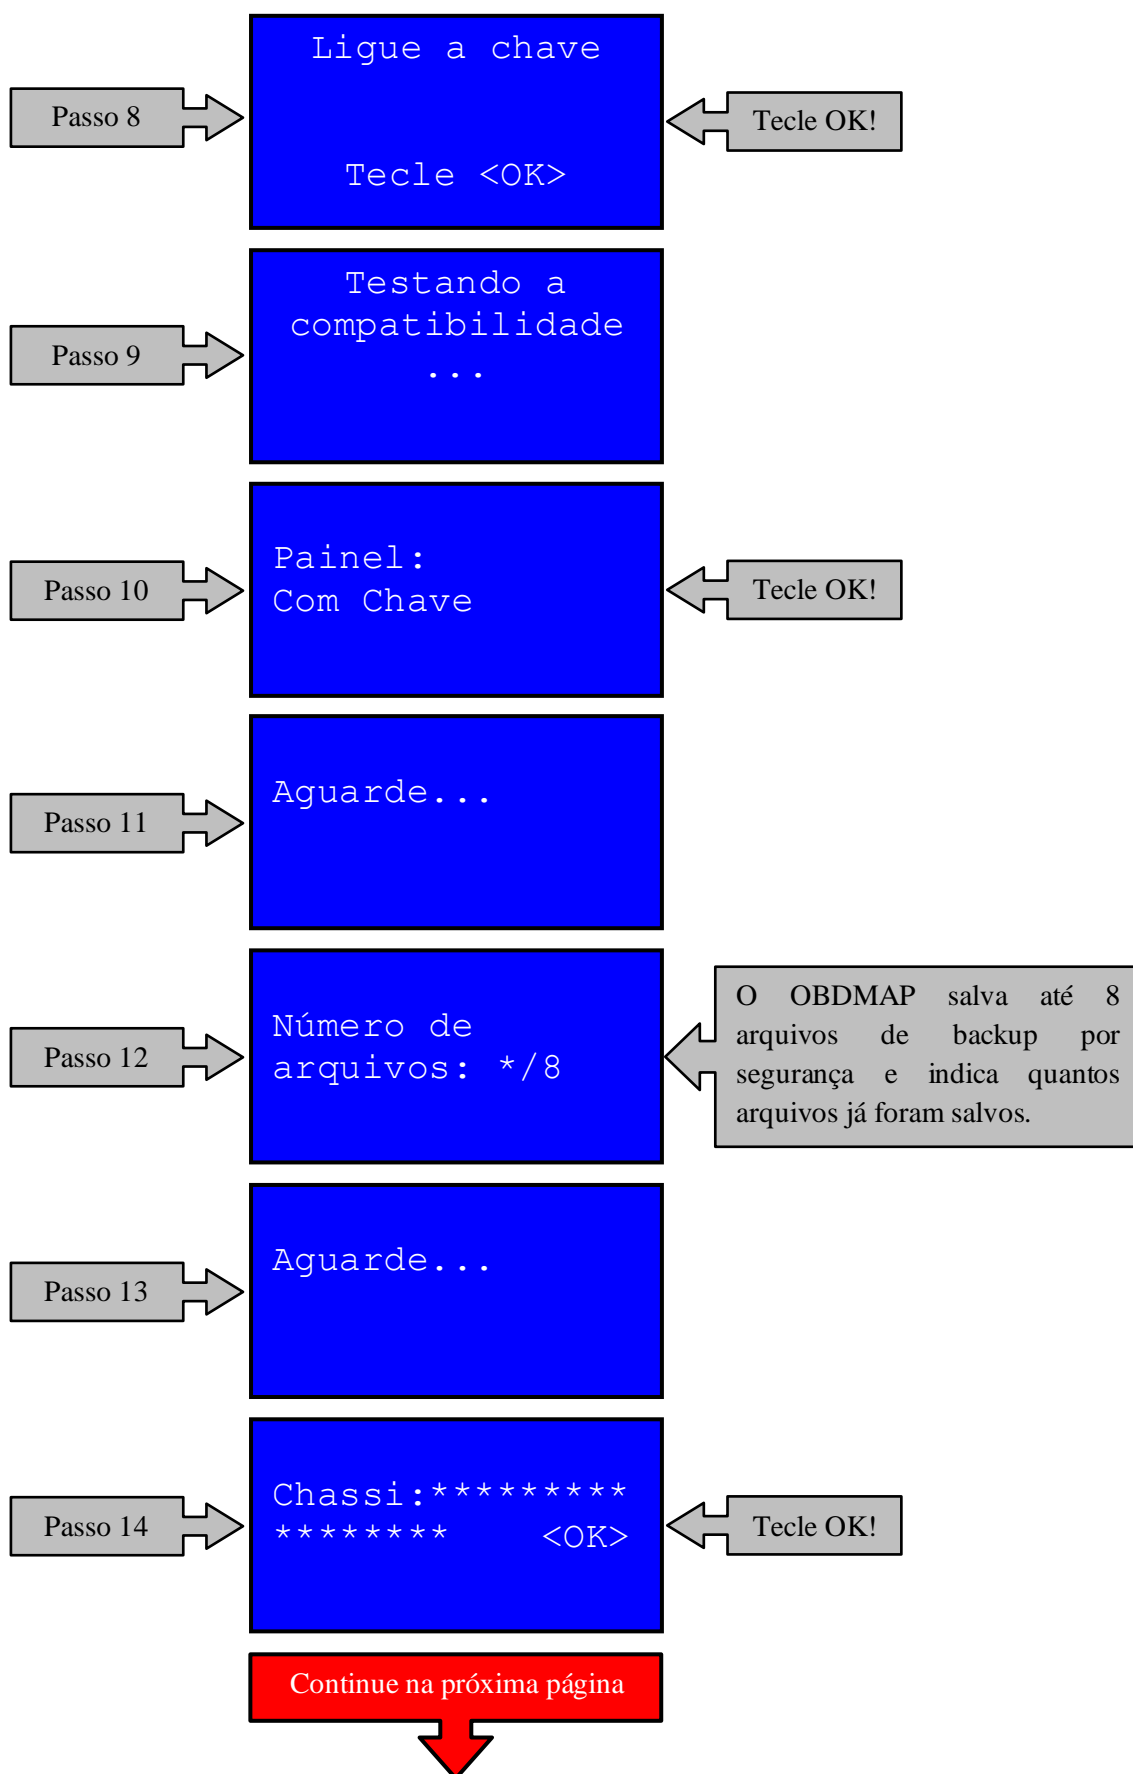 Ligue a chave
Passo 8
Tecle OK!
Tecle <OK>
Testando a
compatibilidade
...
Passo 9
Painel:
Com Chave
Passo 10
Tecle OK!
Aguarde...
Passo 11
Número de
arquivos: */8
Passo 12
O OBDMAP salva até 8
arquivos de backup por
segurança e indica quantos
arquivos já foram salvos.
Aguarde...
Passo 13
Chassi:*********
******** <OK>
Passo 14
Tecle OK!
Continue na próxima página